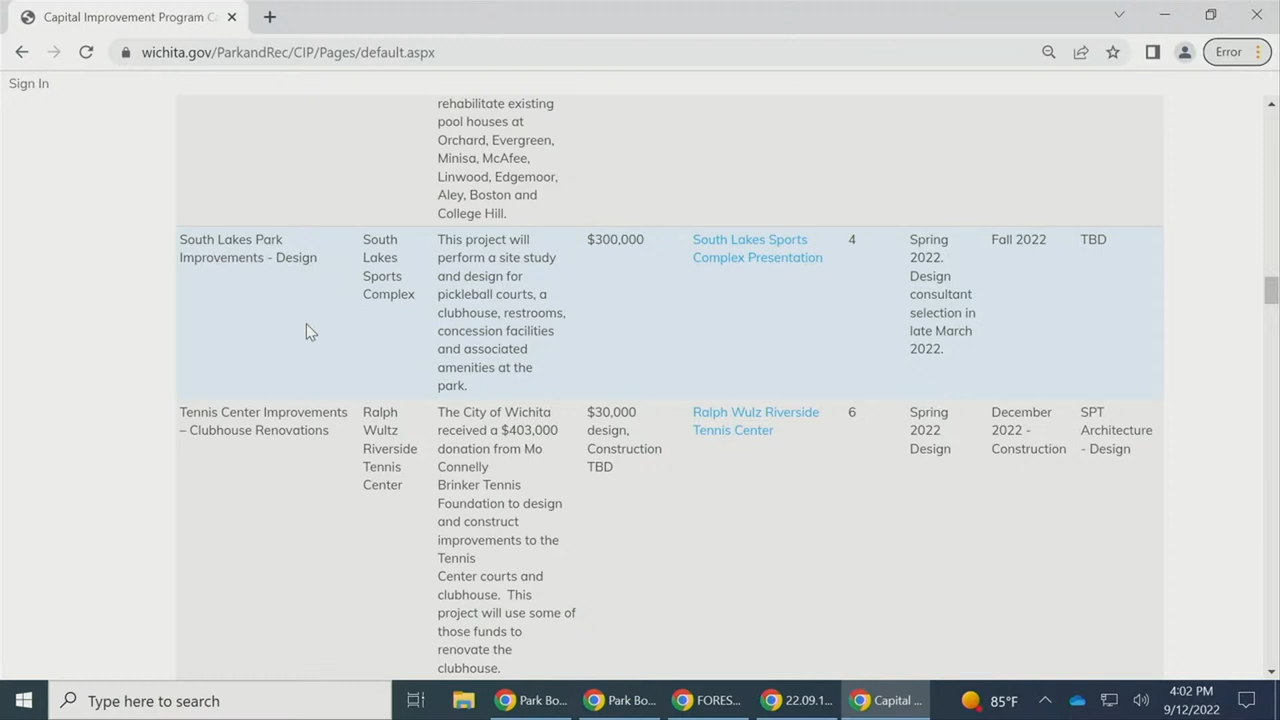 Capital Improvement Program C
wichita.gov/ParkandRec/CIP/Pages/default.aspx
Error
Sign In
rehabilitate existing
pool houses at
Orchard, Evergreen,
Minisa, McAfee,
Linwood, Edgemoor,
Aley, Boston and
College Hill.
South Lakes Park
Improvements - Design
South
Lakes
Sports
Complex
This project will
perform a site study
and design for
pickleball courts, a
clubhouse, restrooms,
concession facilities
and associated
amenities at the
park.
$300,000
South Lakes Sports
Complex Presentation
4
Spring
2022.
Design
consultant
selection in
late March
2022.
Fall 2022
TBD
Tennis Center Improvements
– Clubhouse Renovations
Ralph
Wultz
Riverside
Tennis
Center
The City of Wichita
received a $403,000
donation from Mo
Connelly
Brinker Tennis
Foundation to design
and construct
improvements to the
Tennis
Center courts and
clubhouse. This
project will use some of
those funds to
renovate the
clubhouse.
$30,000
design,
Construction
TBD
Ralph Wulz Riverside
Tennis Center
6
Spring
2022
Design
December
2022 -
Construction
SPT
Architecture
- Design
Type here to search
Park Bo...
Park Bo...
FORES...
22.09.1...
Capital ...
85°F
4:02 PM
9/12/2022